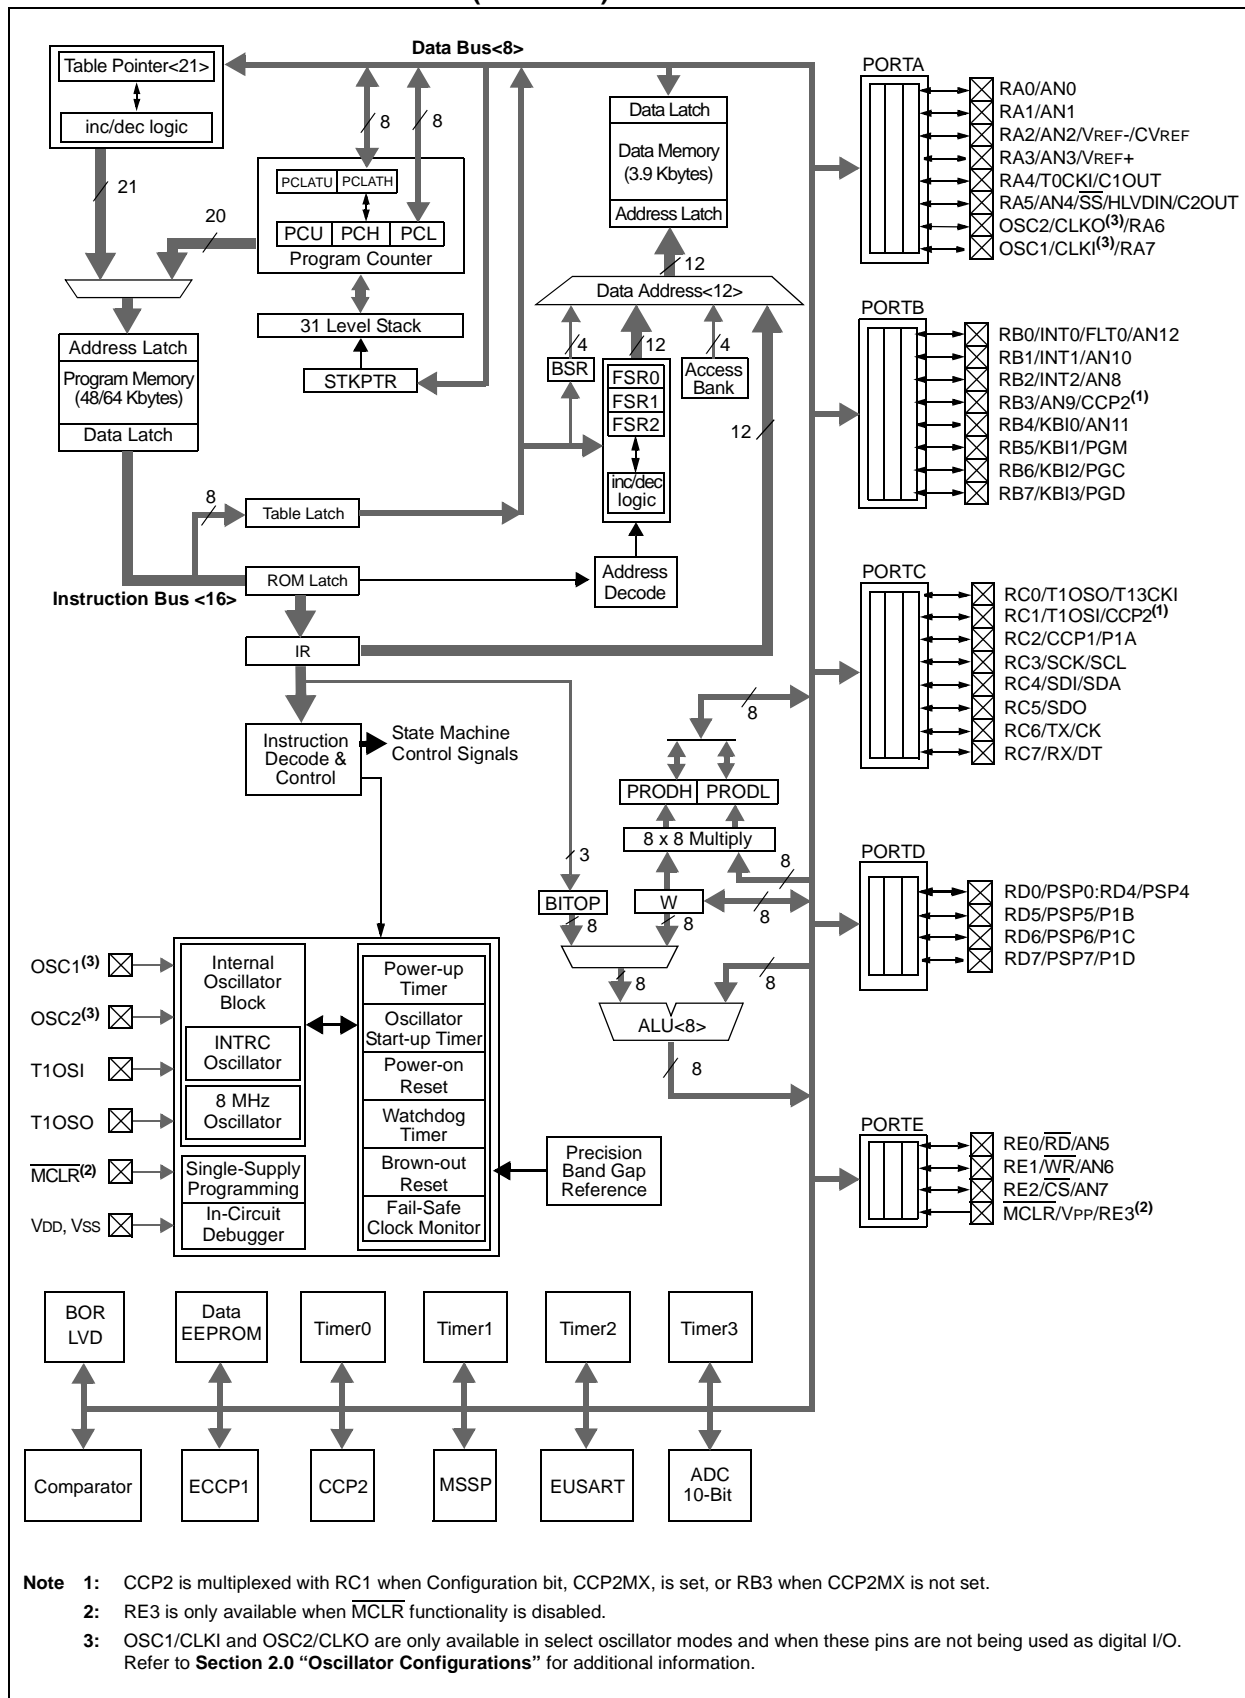 Data Bus<8>
Table Pointer<21>
inc/dec logic
21
20
8
8
PCLATU
PCLATH
PCU
PCH
PCL
Program Counter
31 Level Stack
STKPTR
Data Latch
Data Memory
(3.9 Kbytes)
Address Latch
12
Data Address<12>
4
12
4
BSR
FSR0
FSR1
FSR2
inc/dec
logic
Access
Bank
12
Address Latch
Program Memory
(48/64 Kbytes)
Data Latch
8
Table Latch
ROM Latch
Instruction Bus <16>
Address
Decode
IR
Instruction
Decode &
Control
State Machine
Control Signals
8
PRODH
PRODL
8 x 8 Multiply
3
8
BITOP
W
8
8
8
8
8
ALU<8>
8
OSC1(3)
OSC2(3)
T1OSI
T1OSO
MCLR(2)
VDD, VSS
Internal
Oscillator
Block
INTRC
Oscillator
8 MHz
Oscillator
Single-Supply
Programming
In-Circuit
Debugger
Power-up
Timer
Oscillator
Start-up Timer
Power-on
Reset
Watchdog
Timer
Brown-out
Reset
Fail-Safe
Clock Monitor
Precision
Band Gap
Reference
PORTA
RA0/AN0
RA1/AN1
RA2/AN2/VREF-/CVREF
RA3/AN3/VREF+
RA4/T0CKI/C1OUT
RA5/AN4/SS/HLVDIN/C2OUT
OSC2/CLKO(3)/RA6
OSC1/CLKI(3)/RA7
PORTB
RB0/INT0/FLT0/AN12
RB1/INT1/AN10
RB2/INT2/AN8
RB3/AN9/CCP2(1)
RB4/KBI0/AN11
RB5/KBI1/PGM
RB6/KBI2/PGC
RB7/KBI3/PGD
PORTC
RC0/T1OSO/T13CKI
RC1/T1OSI/CCP2(1)
RC2/CCP1/P1A
RC3/SCK/SCL
RC4/SDI/SDA
RC5/SDO
RC6/TX/CK
RC7/RX/DT
PORTD
RD0/PSP0:RD4/PSP4
RD5/PSP5/P1B
RD6/PSP6/P1C
RD7/PSP7/P1D
PORTE
RE0/RD/AN5
RE1/WR/AN6
RE2/CS/AN7
MCLR/VPP/RE3(2)
BOR
LVD
Data
EEPROM
Timer0
Timer1
Timer2
Timer3
Comparator
ECCP1
CCP2
MSSP
EUSART
ADC
10-Bit
Note 1: CCP2 is multiplexed with RC1 when Configuration bit, CCP2MX, is set, or RB3 when CCP2MX is not set.
2: RE3 is only available when MCLR functionality is disabled.
3: OSC1/CLKI and OSC2/CLKO are only available in select oscillator modes and when these pins are not being used as digital I/O.
Refer to Section 2.0 “Oscillator Configurations” for additional information.